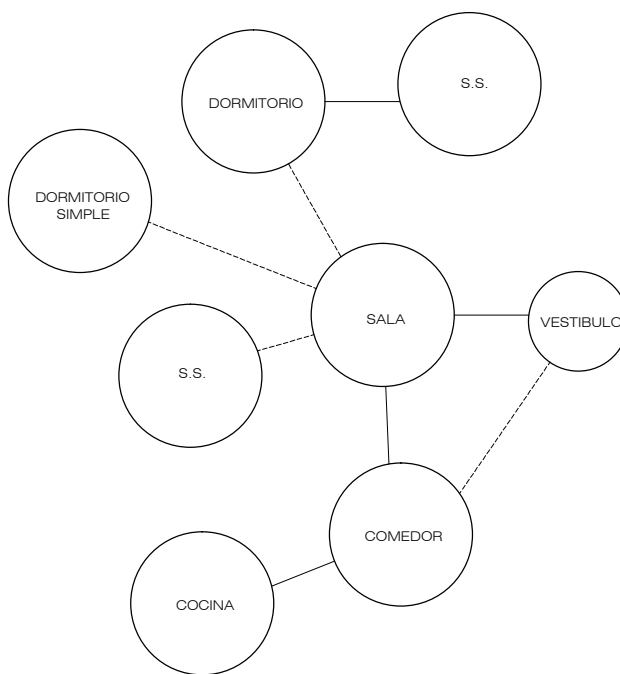 S.S.
DORMITORIO
DORMITORIO
SIMPLE
SALA
VESTIBULO
S.S.
COMEDOR
COCINA